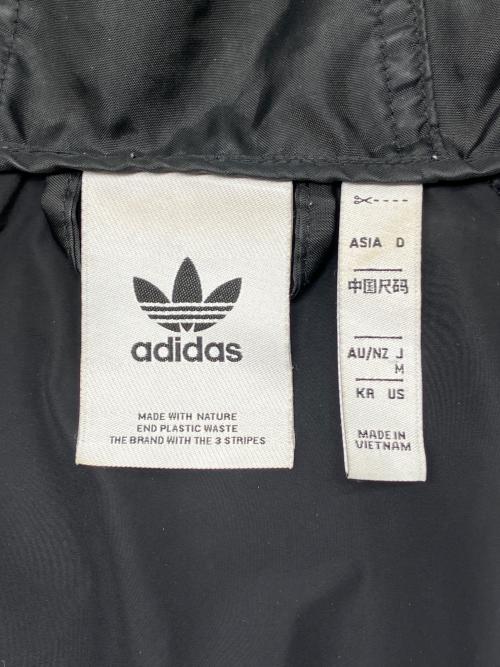 adidas
MADE WITH NATURE
END PLASTIC WASTE
THE BRAND WITH THE 3 STRIPES
ASIA D
中国尺码
AU/NZ J
M
KR US
MADE IN
VIETNAM